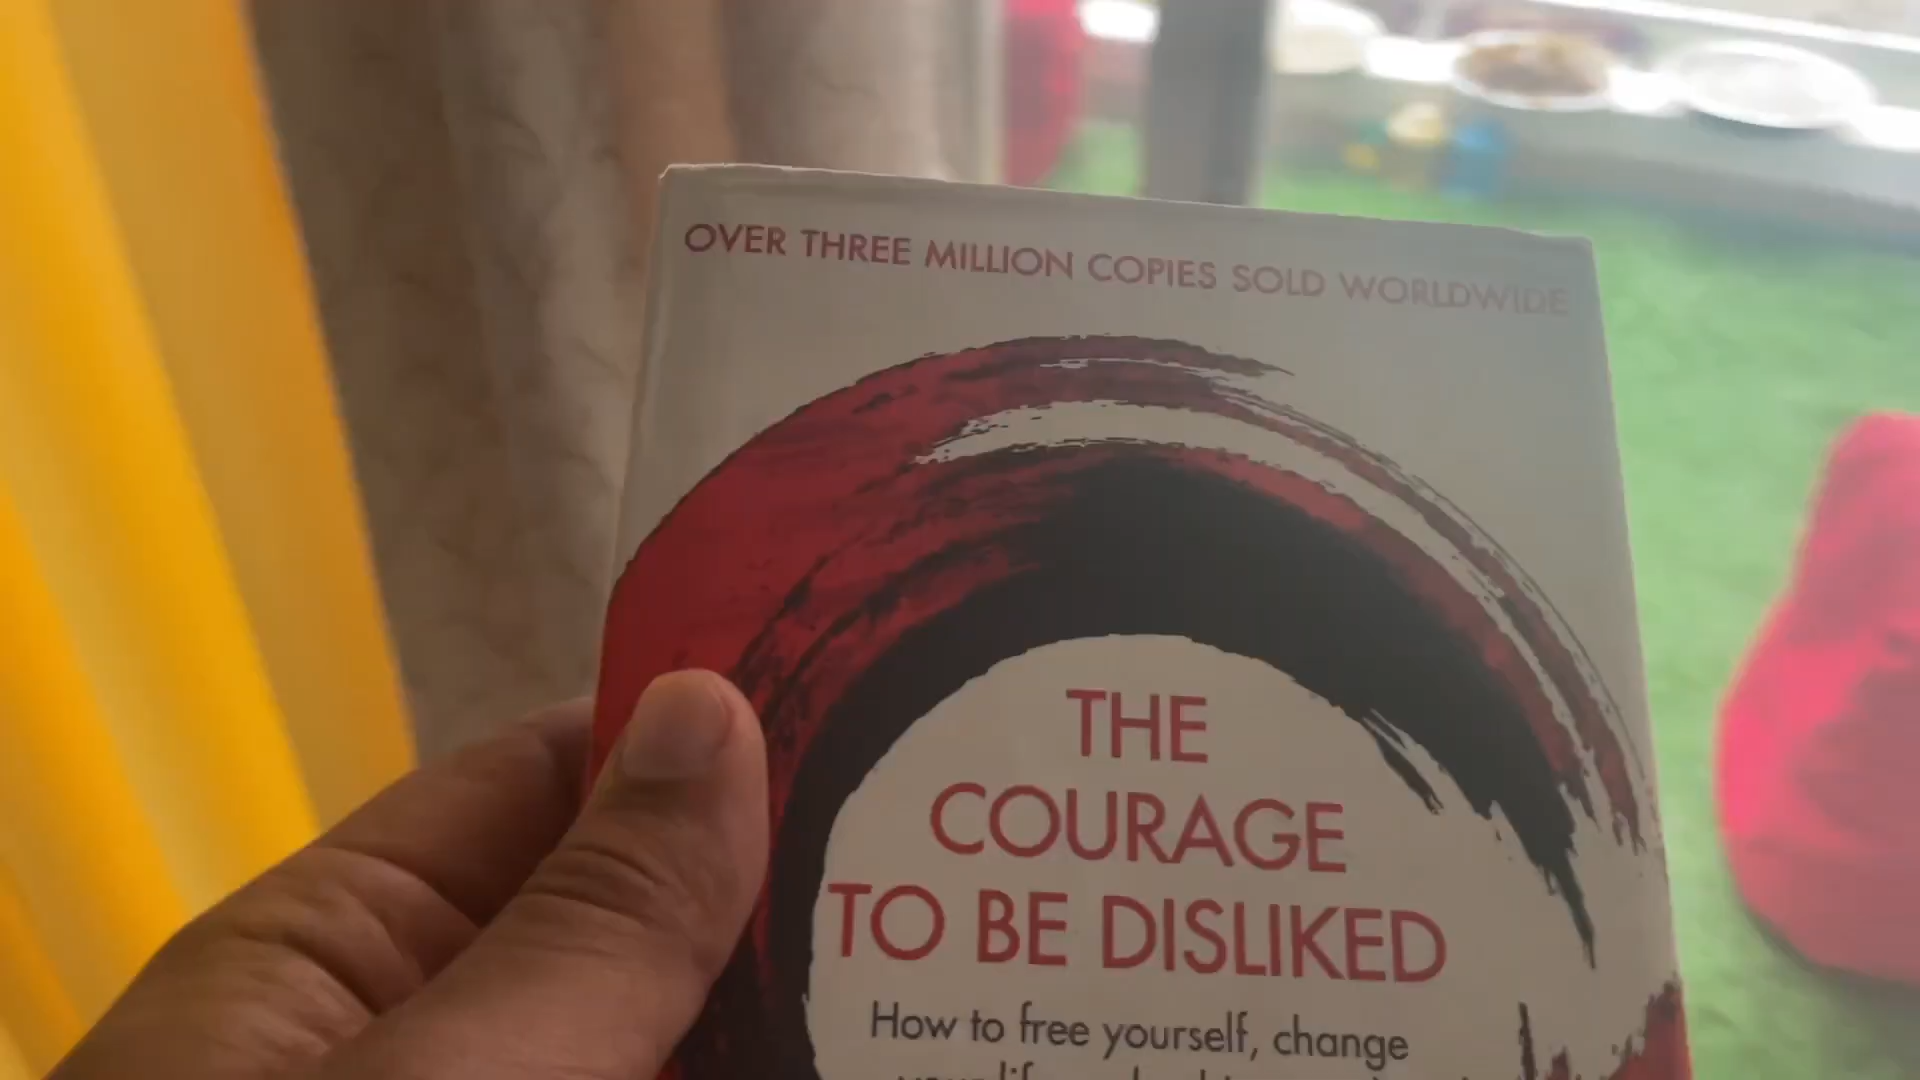 OVER THREE MILLION COPIES SOLD WORLDWIDE
THE
COURAGE
TO BE DISLIKED
How to free yourself, change